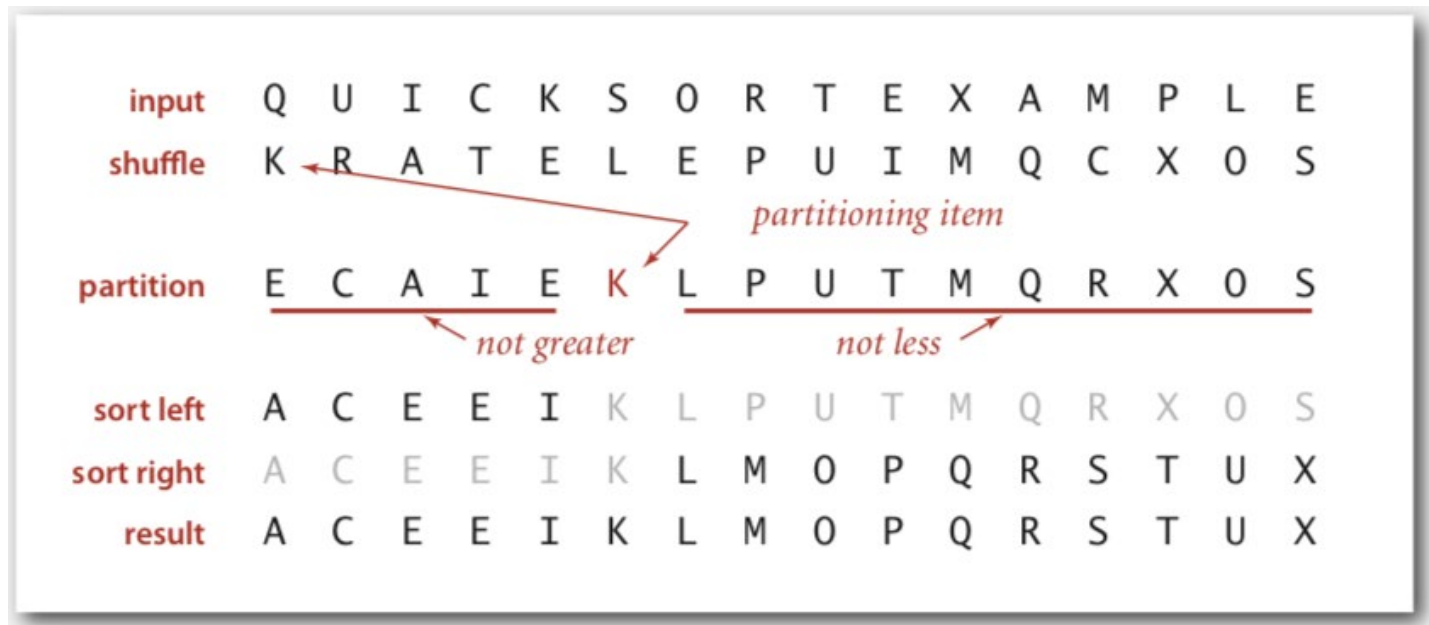 input Q U I C K S O R T E X A M P L E
shuffle K R A T E L E P U I M Q C X O S
partitioning item
partition E C A I E K L P U T M Q R X O S
not greater not less
sort left A C E E I K L P U T M Q R X O S
sort right A C E E I K L M O P Q R S T U X
result A C E E I K L M O P Q R S T U X